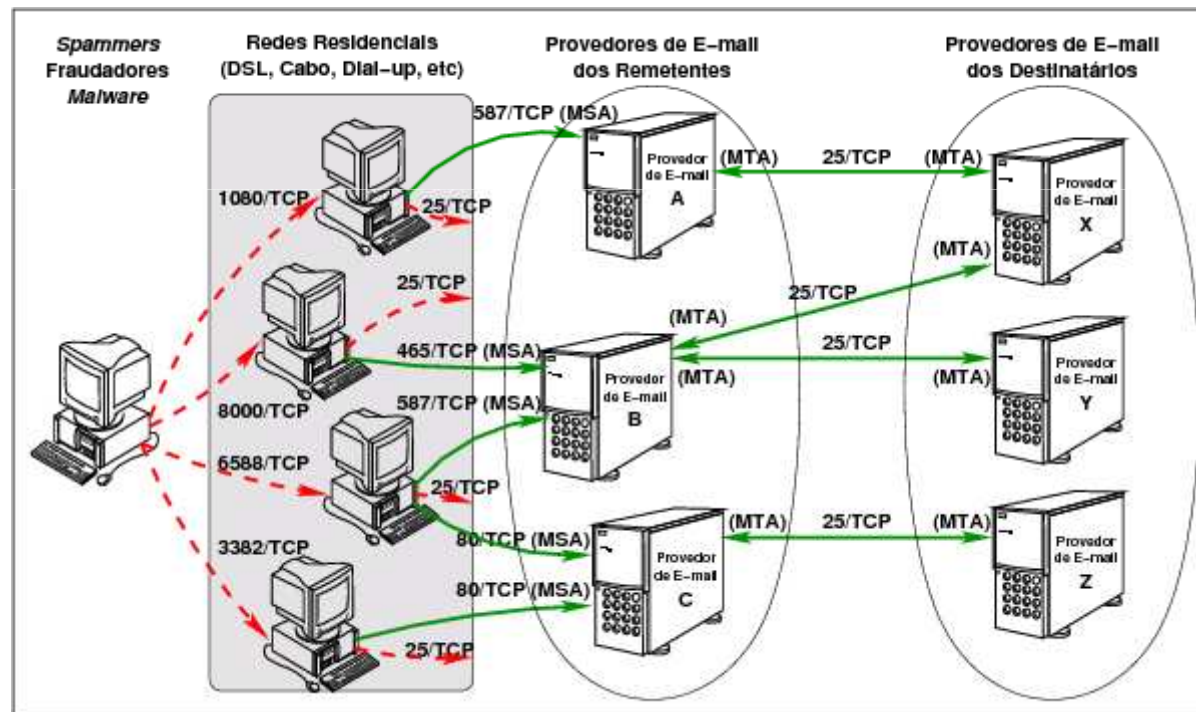 Spammers
Fraudadores
Malware
Redes Residenciais
(DSL, Cabo, Dial-up, etc)
Provedores de E-mail
dos Remetentes
Provedores de E-mail
dos Destinatários
587/TCP (MSA)
1080/TCP
25/TCP
Provedor
de E-mail
A
(MTA)
25/TCP
(MTA)
Provedor
de E-mail
X
25/TCP
8000/TCP
465/TCP (MSA)
(MTA)
25/TCP
(MTA)
Provedor
de E-mail
B
(MTA)
25/TCP
(MTA)
Provedor
de E-mail
Y
587/TCP (MSA)
6588/TCP
25/TCP
80/TCP (MSA)
3382/TCP
80/TCP (MSA)
25/TCP
Provedor
de E-mail
C
(MTA)
25/TCP
(MTA)
Provedor
de E-mail
Z